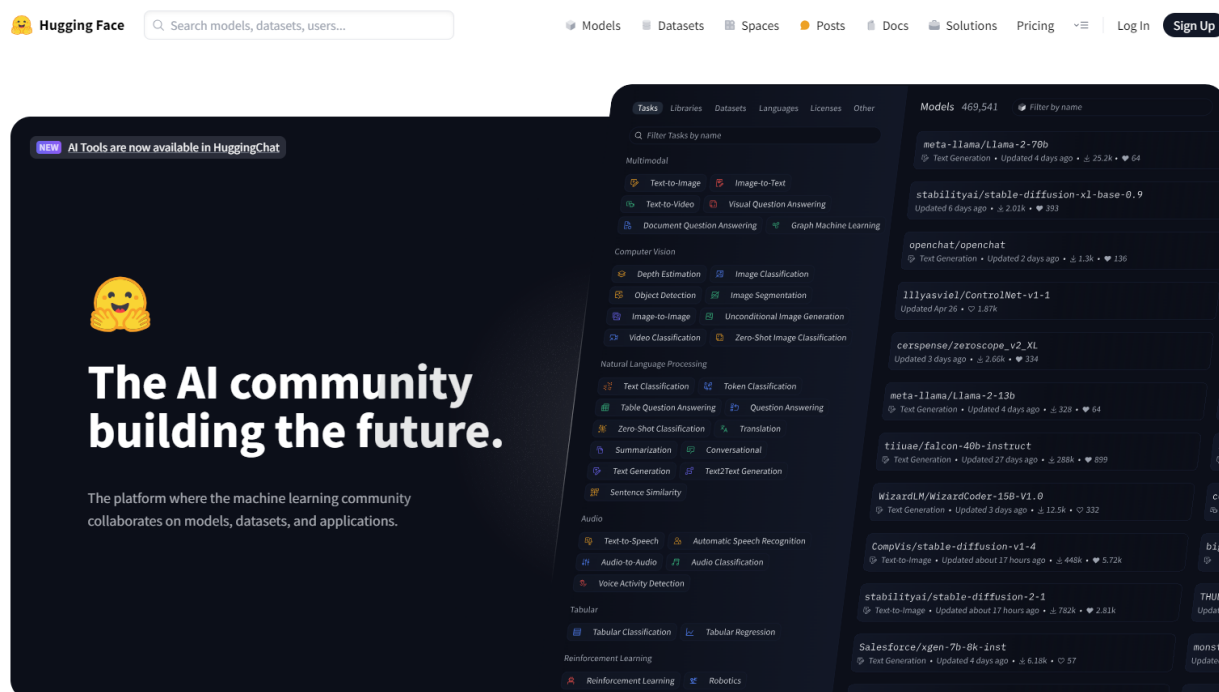 Hugging Face
Search models, datasets, users...
Models Datasets Spaces Posts Docs Solutions Pricing Log In Sign Up
NEW AI Tools are now available in HuggingChat
The AI community
building the future.
The platform where the machine learning community
collaborates on models, datasets, and applications.
Tasks Libraries Datasets Languages Licenses Other
Filter Tasks by name
Multimodal
Text-to-Image Image-to-Text
Text-to-Video Visual Question Answering
Document Question Answering Graph Machine Learning
Computer Vision
Depth Estimation Image Classification
Object Detection Image Segmentation
Image-to-Image Unconditional Image Generation
Video Classification Zero-Shot Image Classification
Natural Language Processing
Text Classification Token Classification
Table Question Answering Question Answering
Zero-Shot Classification Translation
Summarization Conversational
Text Generation Text2Text Generation
Sentence Similarity
Audio
Text-to-Speech Automatic Speech Recognition
Audio-to-Audio Audio Classification
Voice Activity Detection
Tabular
Tabular Classification Tabular Regression
Reinforcement Learning
Reinforcement Learning Robotics
Models 469,541 Filter by name
meta-llama/Llama-2-70b
Text Generation • Updated 4 days ago • 25.2k • 64
stabilityai/stable-diffusion-xl-base-0.9
Updated 6 days ago • 2.01k • 393
openchat/openchat
Text Generation • Updated 2 days ago • 1.3k • 136
lllyasviel/ControlNet-v1-1
Updated Apr 26 • 1.87k
cerspense/zeroscope_v2_XL
Updated 3 days ago • 2.66k • 334
meta-llama/Llama-2-13b
Text Generation • Updated 4 days ago • 328 • 64
tiiuae/falcon-40b-instruct
Text Generation • Updated 27 days ago • 288k • 899
WizardLM/WizardCoder-15B-V1.0
Text Generation • Updated 3 days ago • 12.5k • 332
CompVis/stable-diffusion-v1-4
Text-to-Image • Updated about 17 hours ago • 448k • 5.72k
stabilityai/stable-diffusion-2-1
Text-to-Image • Updated about 17 hours ago • 782k • 2.81k
Salesforce/xgen-7b-8k-inst
Text Generation • Updated 4 days ago • 6.18k • 57